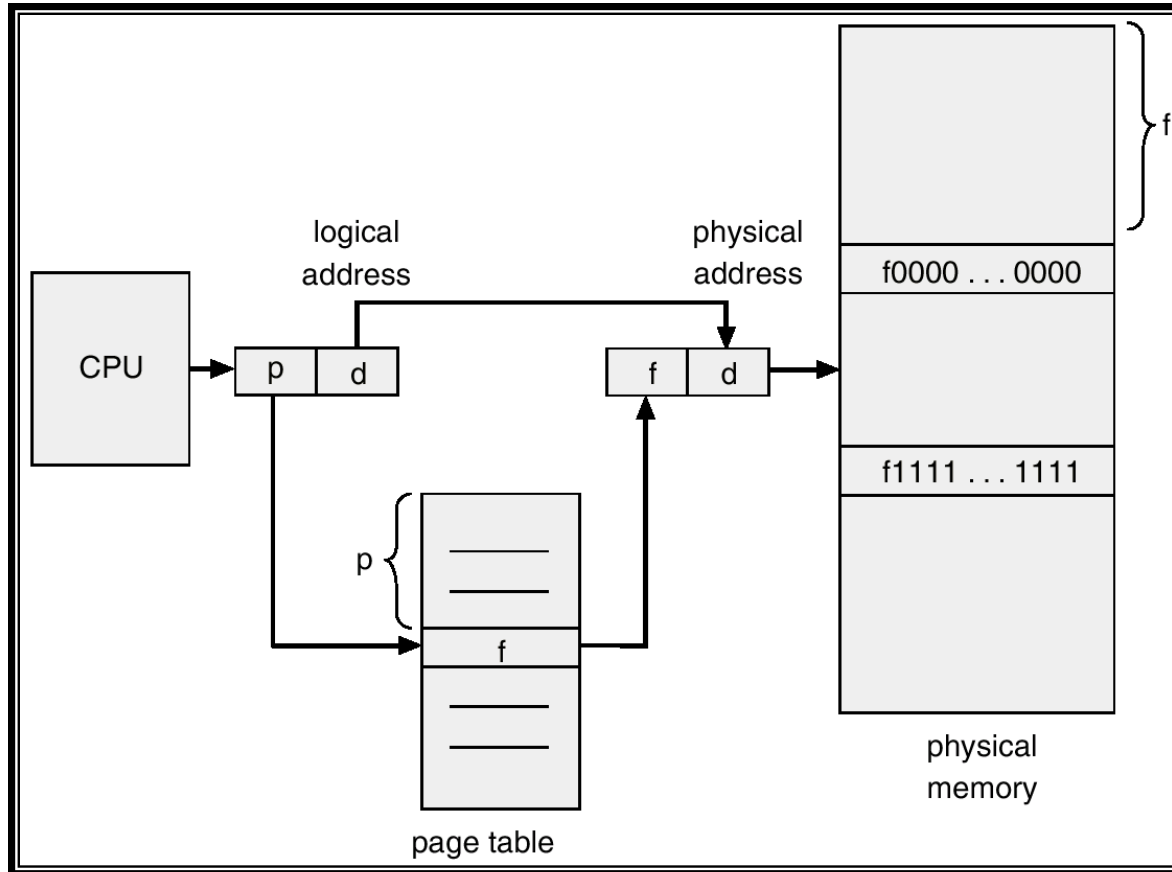 f
logical
address
physical
address
f0000 . . . 0000
CPU
p
d
f
d
f1111 . . . 1111
p
f
physical
memory
page table